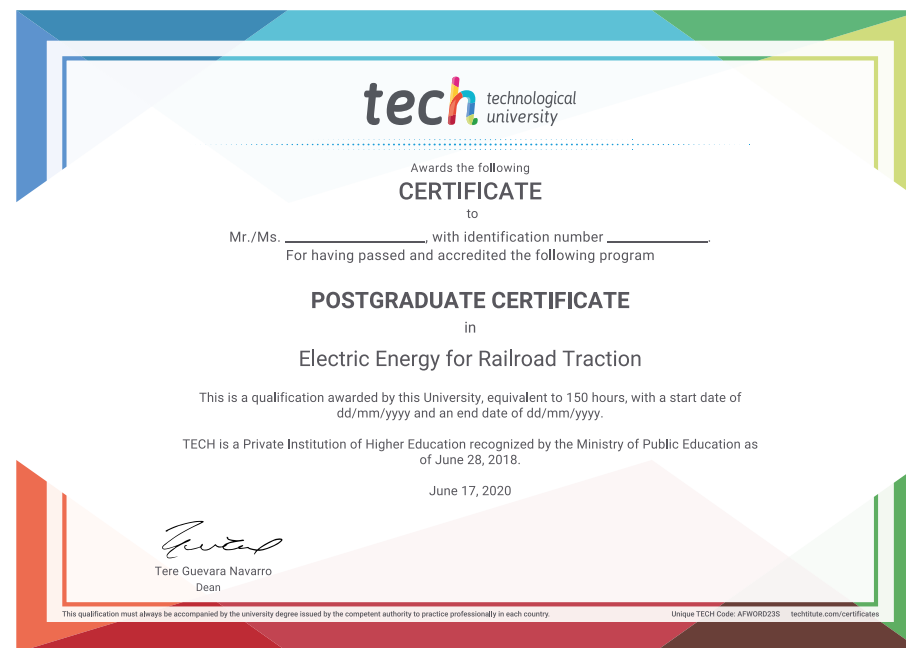 tech technological
university
Awards the following
CERTIFICATE
to
Mr./Ms. ____________________, with identification number ______________.
For having passed and accredited the following program
POSTGRADUATE CERTIFICATE
in
Electric Energy for Railroad Traction
This is a qualification awarded by this University, equivalent to 150 hours, with a start date of
dd/mm/yyyy and an end date of dd/mm/yyyy.
TECH is a Private Institution of Higher Education recognized by the Ministry of Public Education as
of June 28, 2018.
June 17, 2020
Tere Guevara Navarro
Dean
This qualification must always be accompanied by the university degree issued by the competent authority to practice professionally in each country. Unique TECH Code: AFWORD23S techtitute.com/certificates